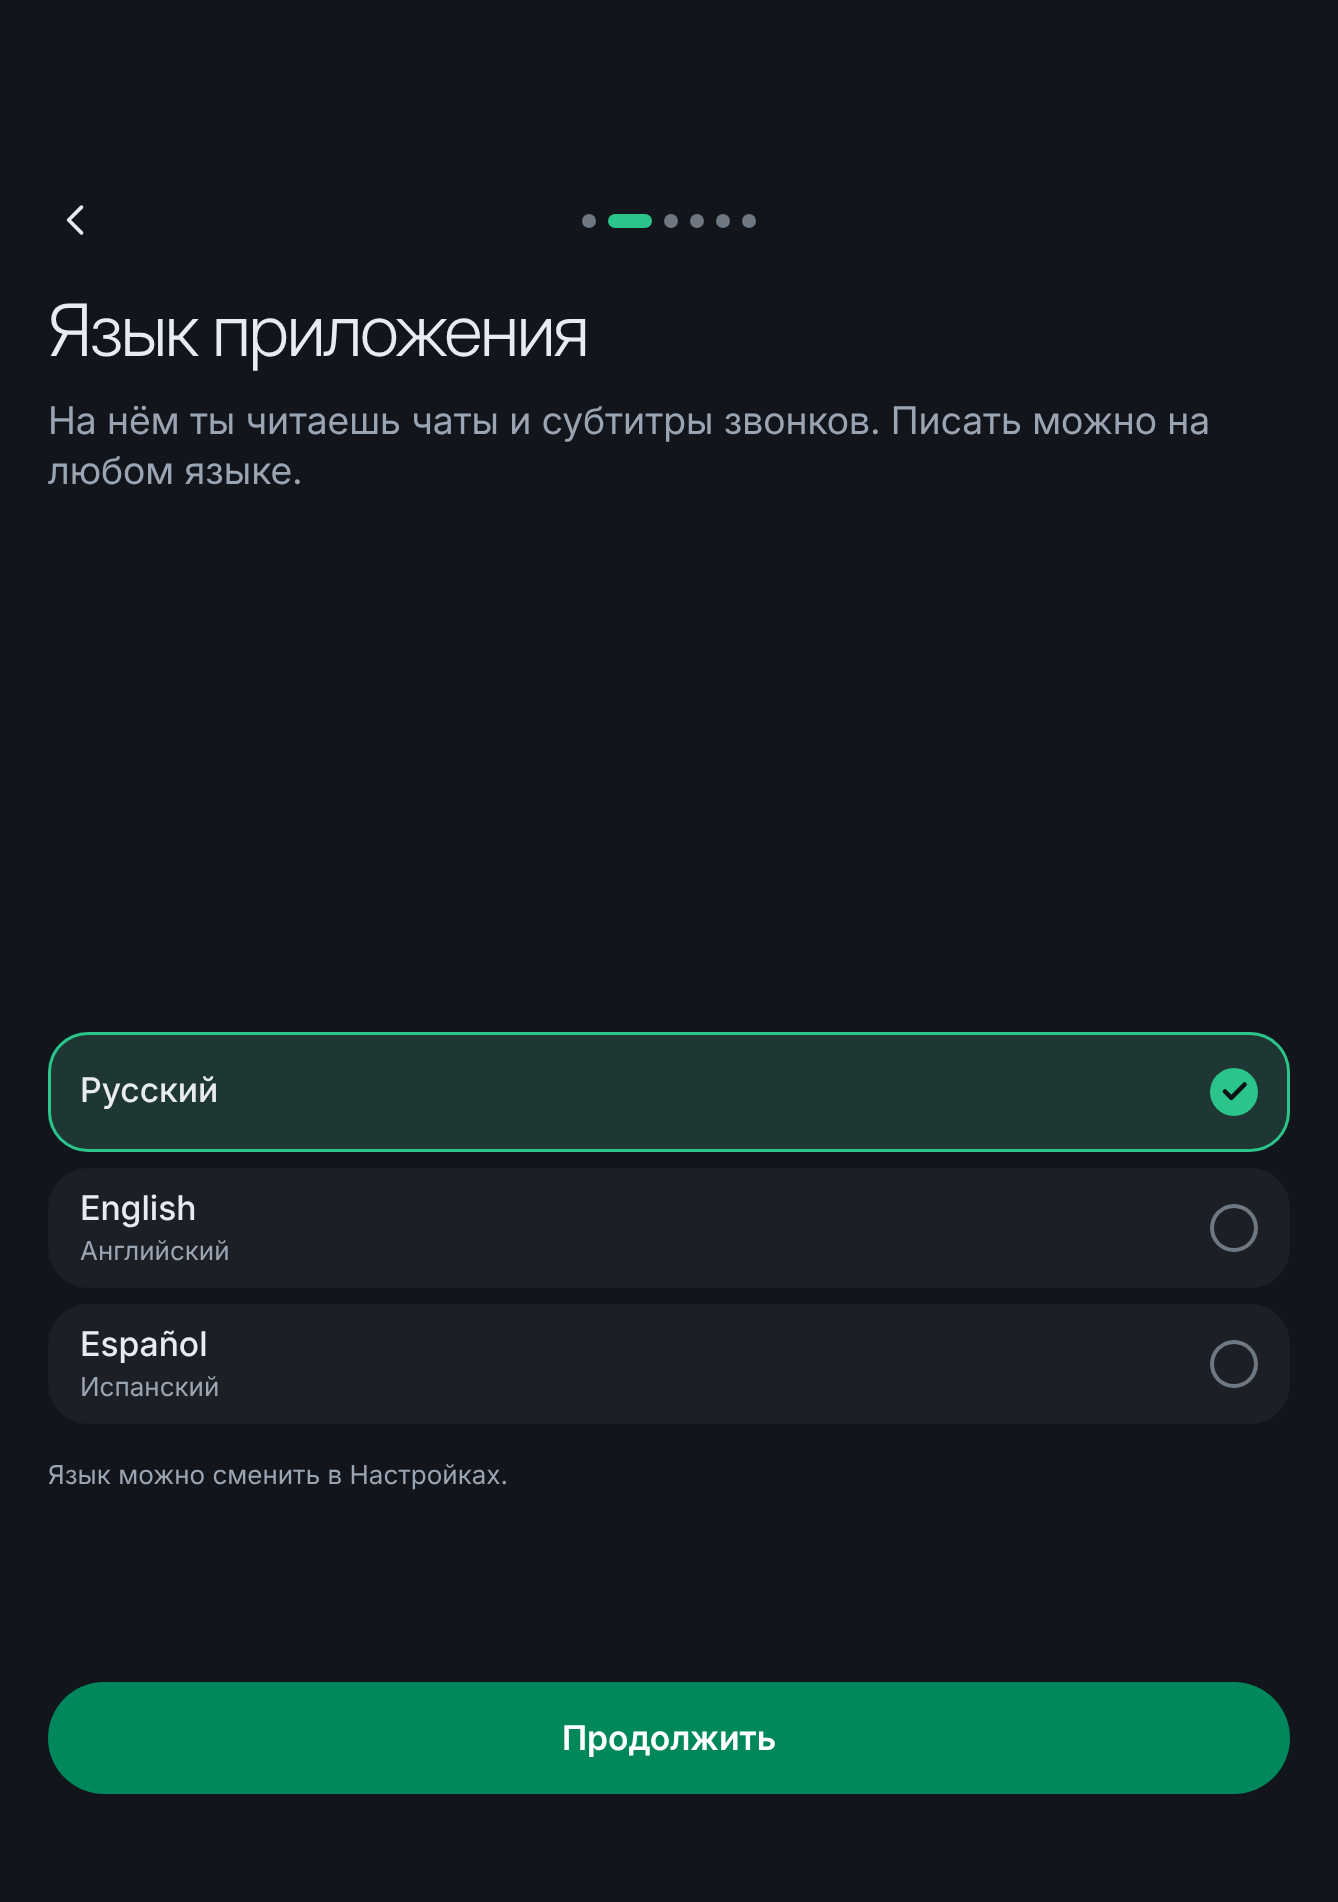 Язык приложения
На нём ты читаешь чаты и субтитры звонков. Писать можно на
любом языке.
Русский
English
Английский
Español
Испанский
Язык можно сменить в Настройках.
Продолжить